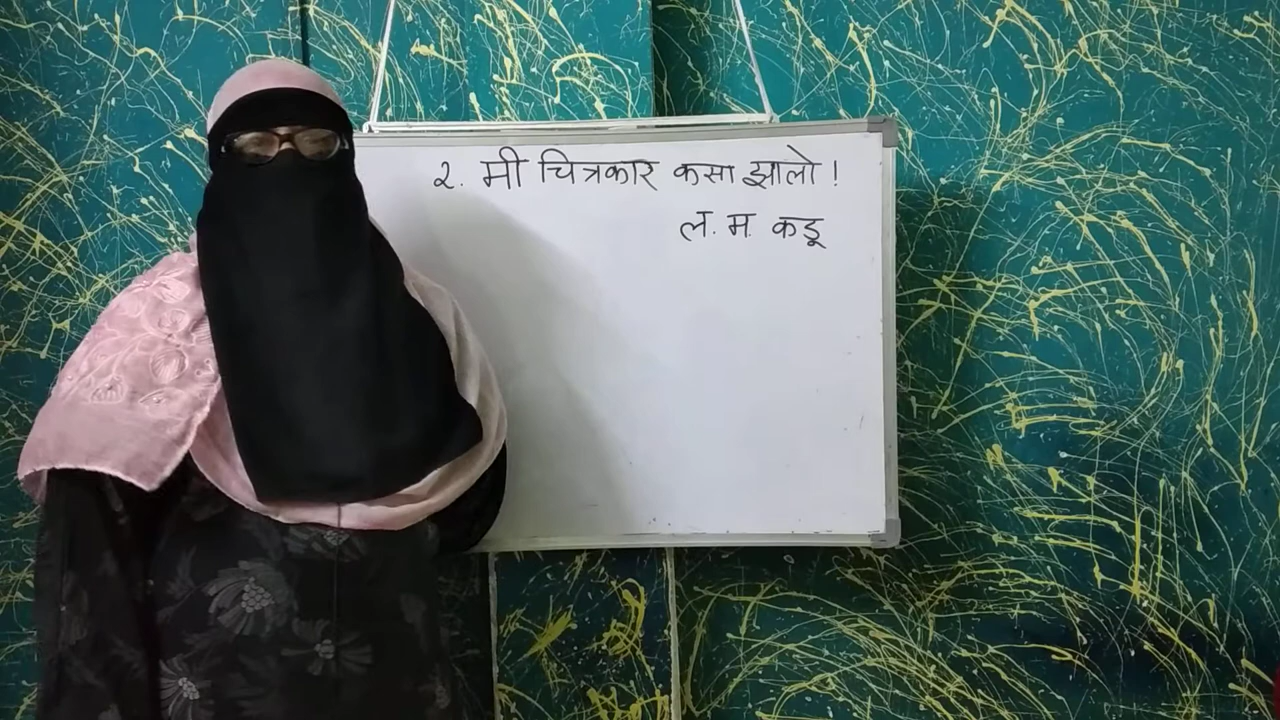 २. मी चित्रकार कसा झालो !
ल. म. कडू